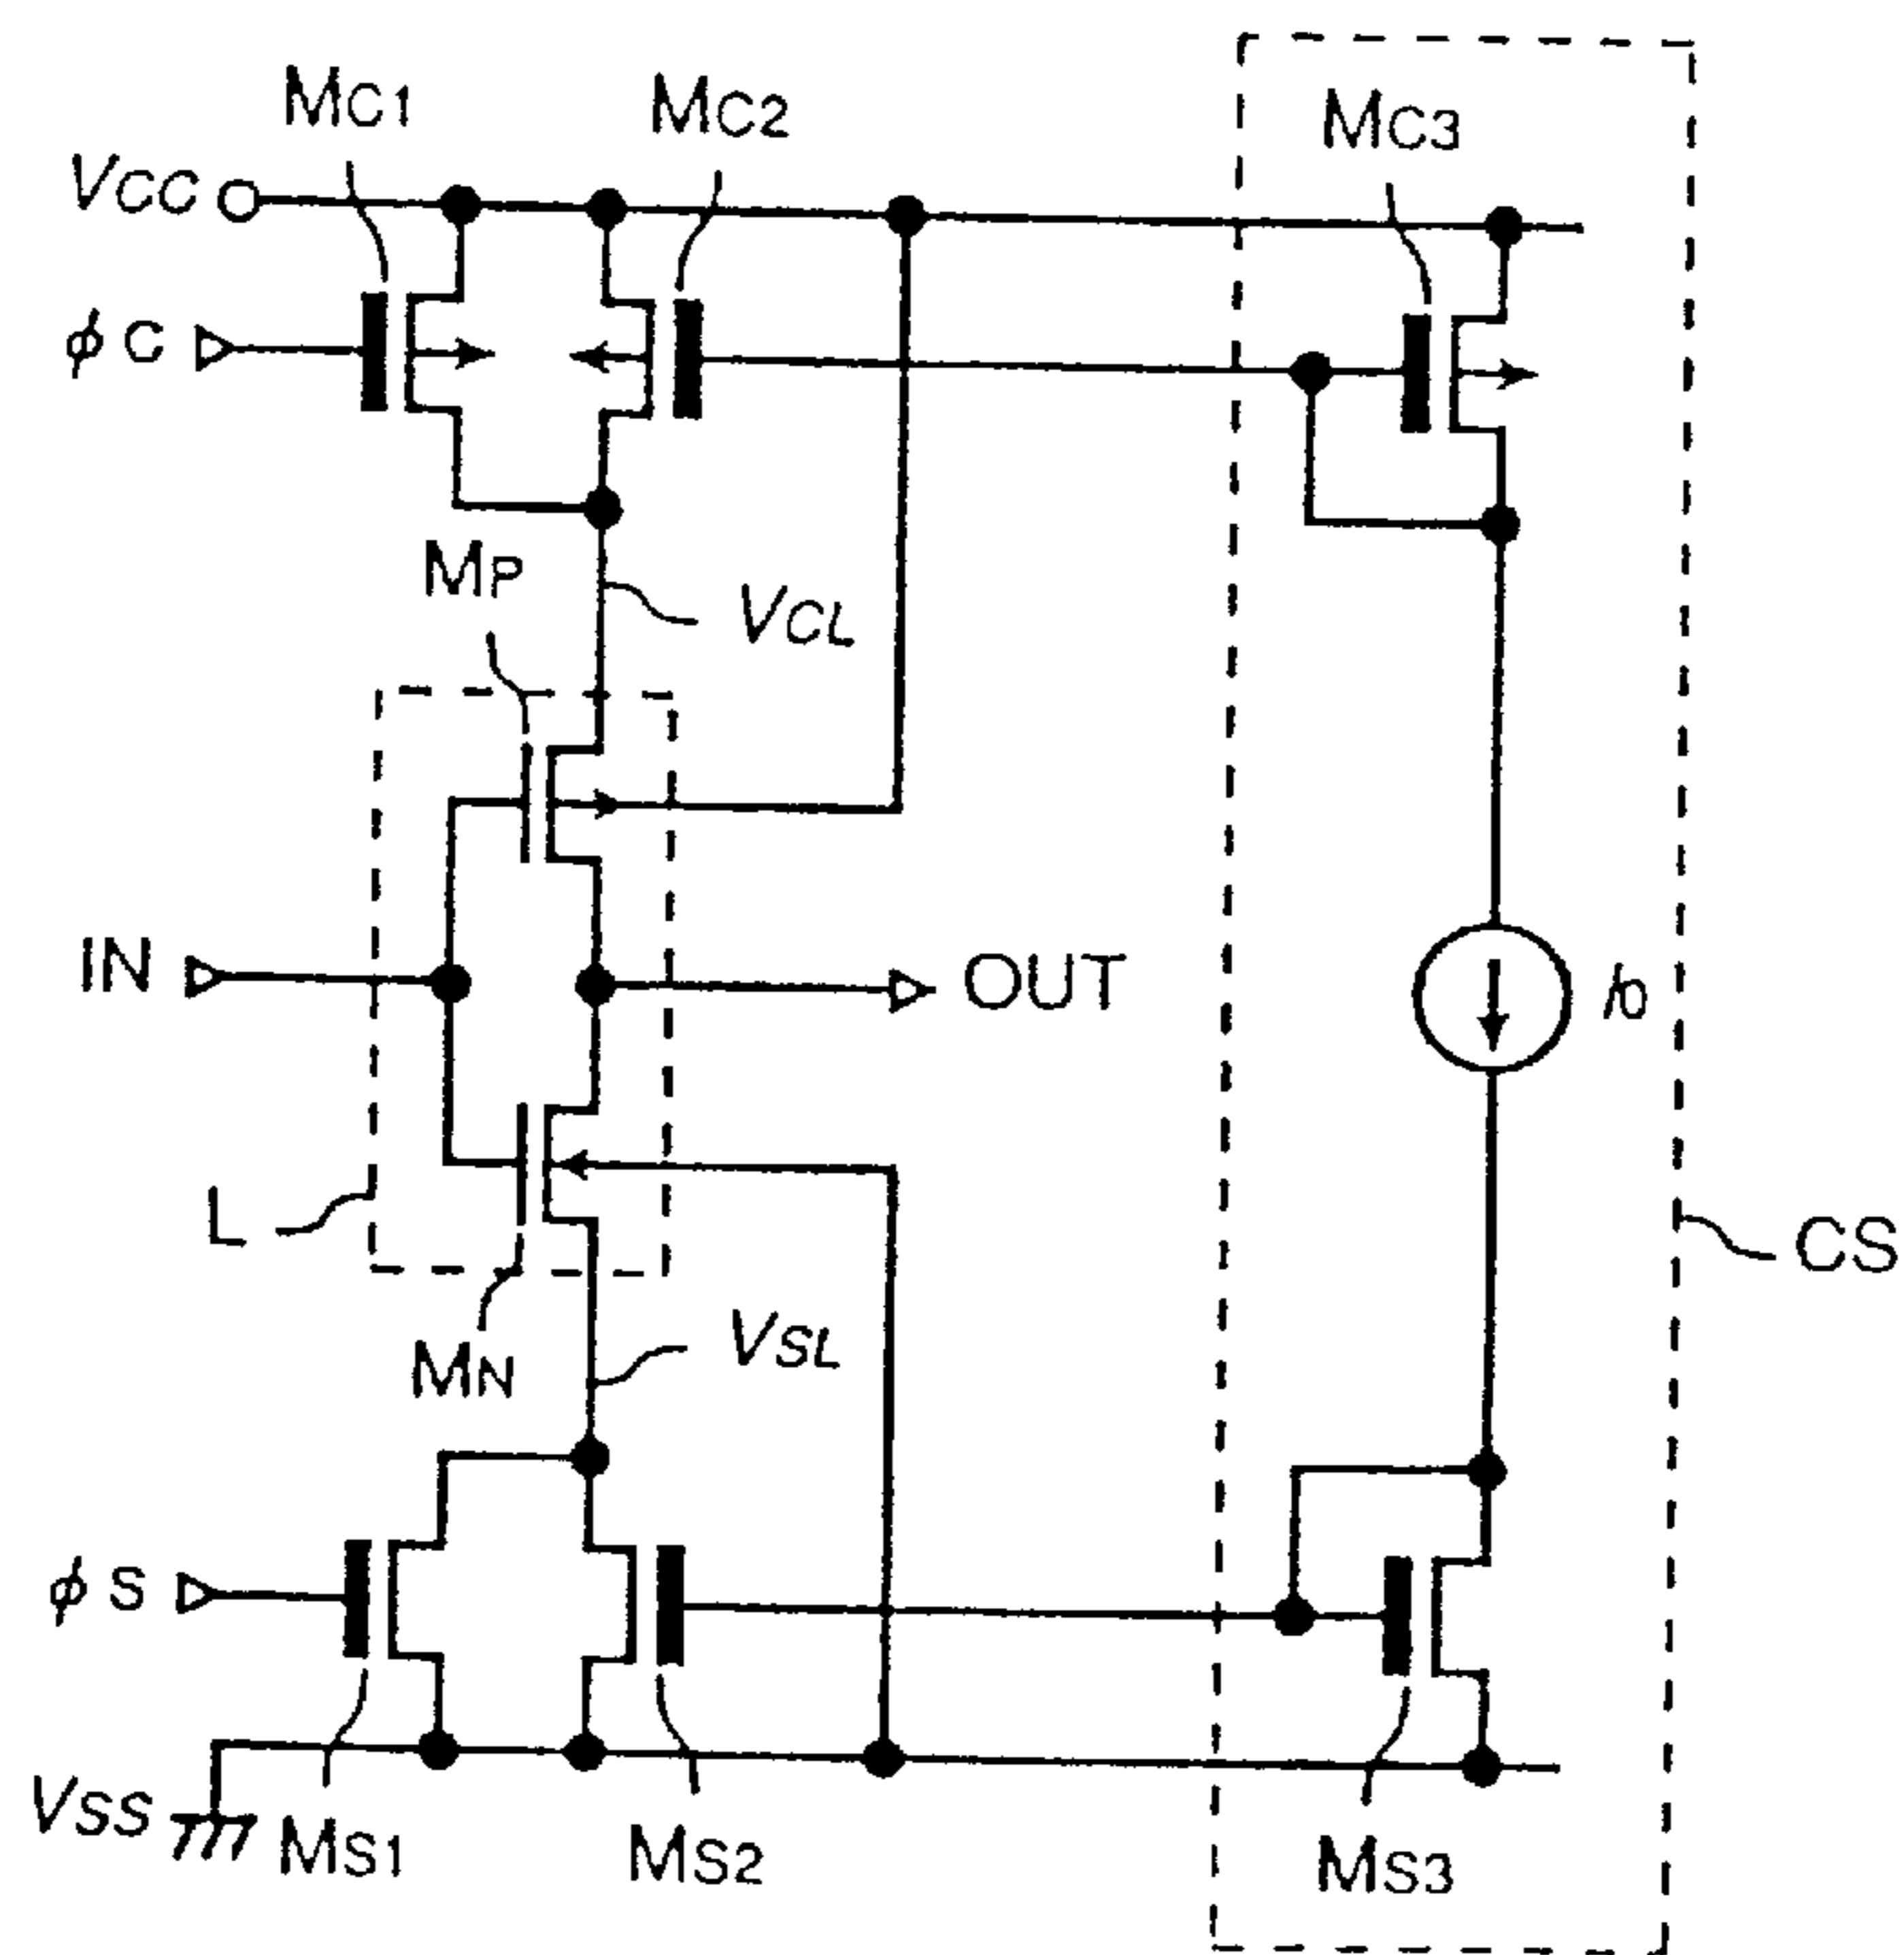 MC1
MC2
MC3
VCC
φC
MP
VCL
IN
OUT
I0
L
CS
MN
VSL
φS
VSS
MS1
MS2
MS3